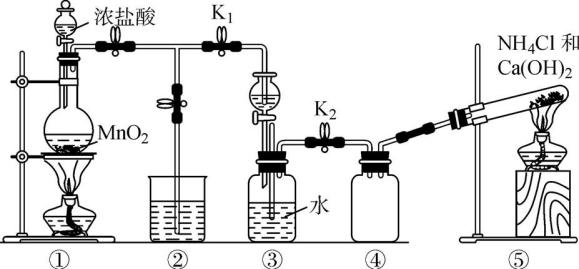 浓盐酸
K₁
NH₄Cl 和
Ca(OH)₂
K₂
MnO₂
水
① ② ③ ④ ⑤